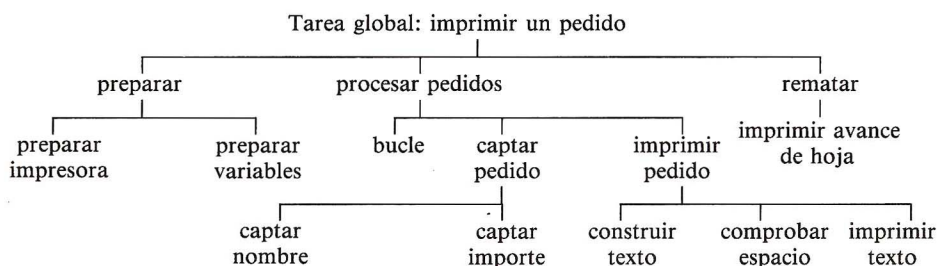 Tarea global: imprimir un pedido
preparar procesar pedidos rematar
preparar impresora
preparar variables
bucle
captar pedido
imprimir pedido
imprimir avance de hoja
captar nombre
captar importe
construir texto
comprobar espacio
imprimir texto